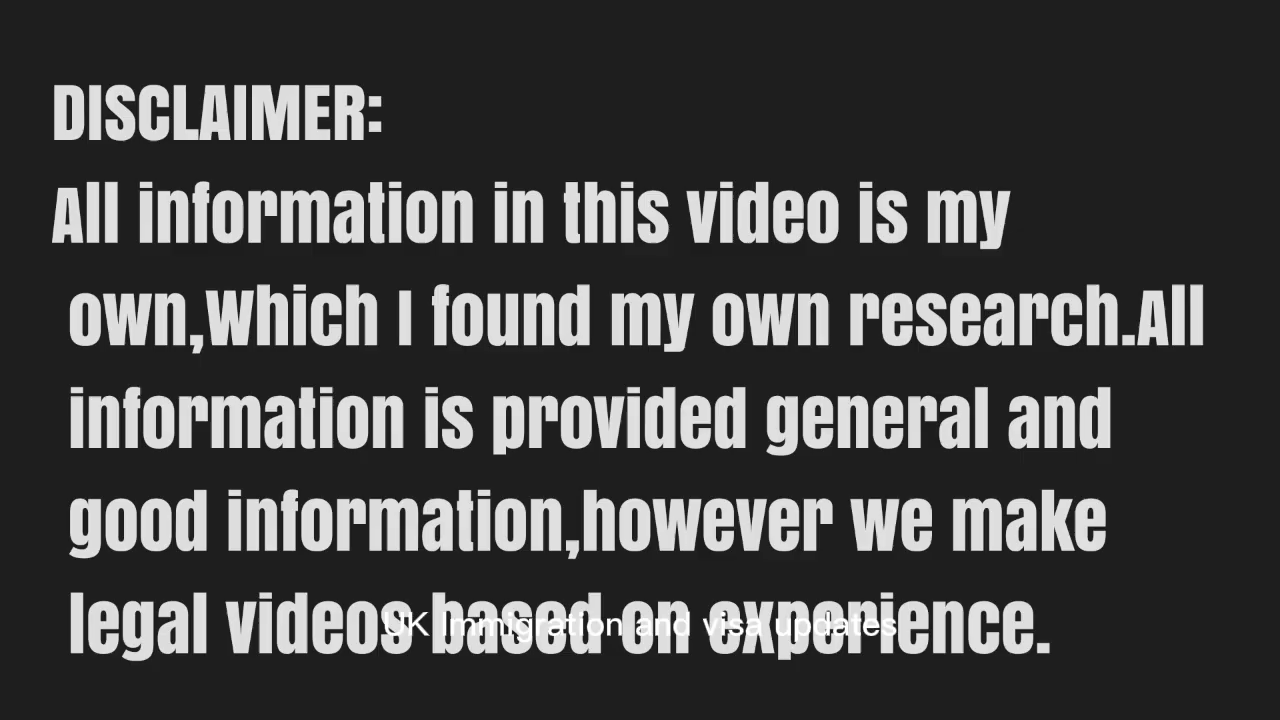 DISCLAIMER:
All information in this video is my
own,Which I found my own research.All
information is provided general and
good information,however we make
legal videos based on experience.
UK Immigration and visa updates